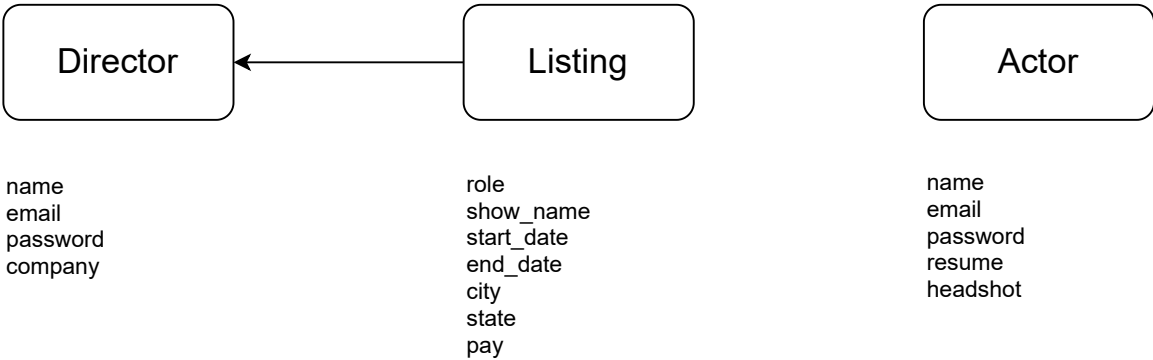 Director
Listing
Actor
name
email
password
company
role
show_name
start_date
end_date
city
state
pay
name
email
password
resume
headshot